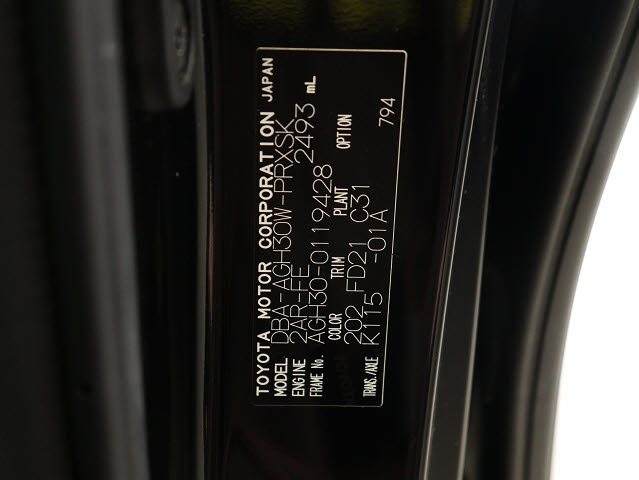 TOYOTA MOTOR CORPORATION JAPAN
MODEL DBA-AGH30W-PRXSK
ENGINE 2AR-FE 2493 mL
FRAME No. AGH30-0119428
COLOR TRIM PLANT OPTION
202 FD21 C31
TRANS./AXLE K115 -01A 794